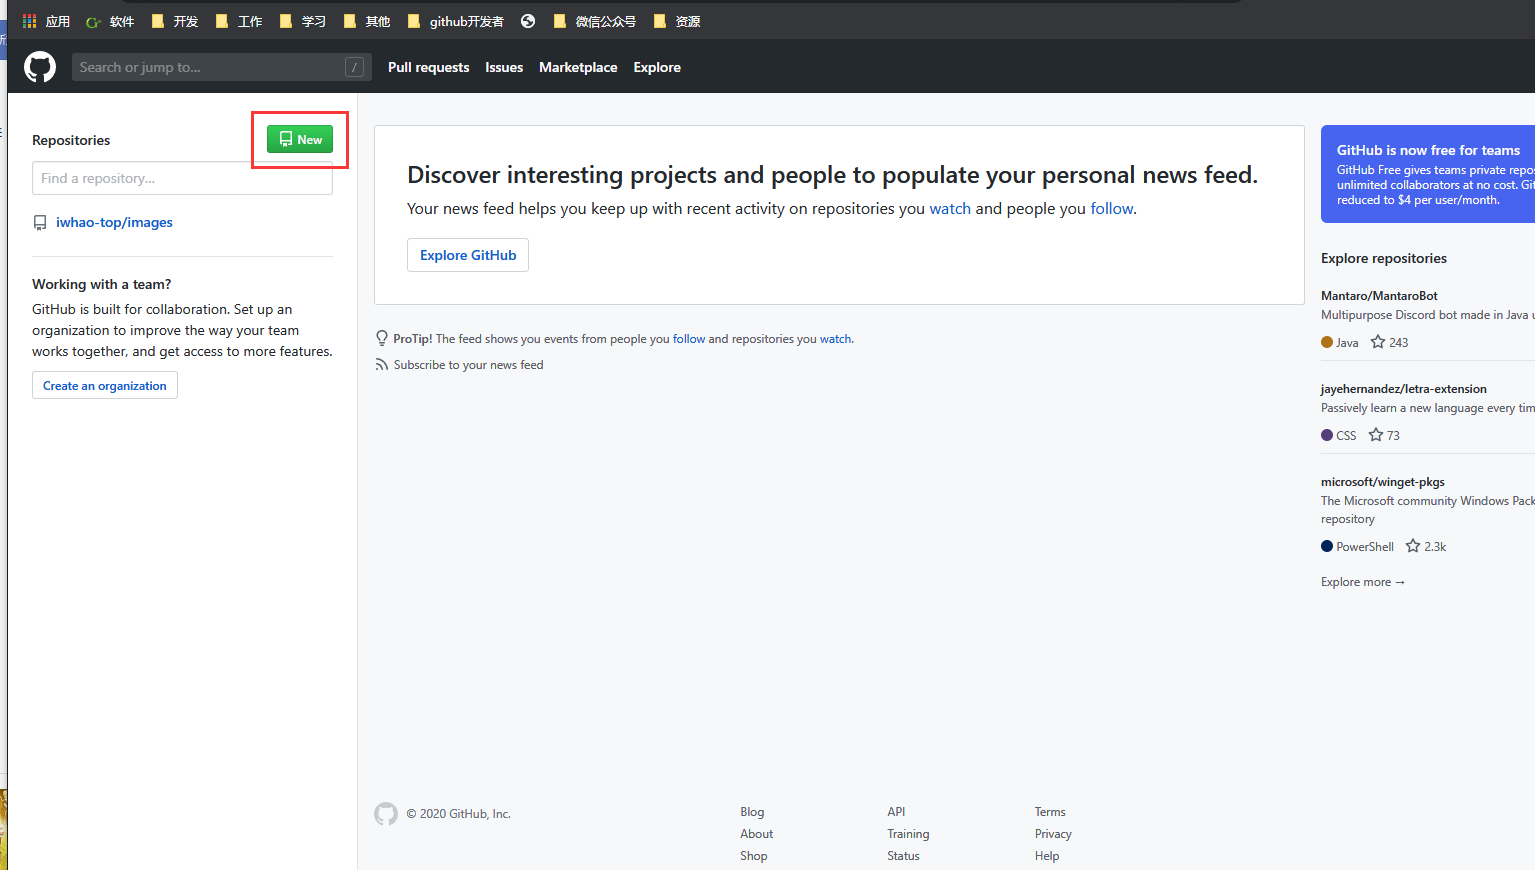 应用
软件
开发
工作
学习
其他
github开发者
微信公众号
资源
Search or jump to...
/
Pull requests
Issues
Marketplace
Explore
Repositories
New
Find a repository...
iwhao-top/images
Working with a team?
GitHub is built for collaboration. Set up an
organization to improve the way your team
works together, and get access to more features.
Create an organization
Discover interesting projects and people to populate your personal news feed.
Your news feed helps you keep up with recent activity on repositories you watch and people you follow.
Explore GitHub
ProTip! The feed shows you events from people you follow and repositories you watch.
Subscribe to your news feed
GitHub is now free for teams
GitHub Free gives teams private repos
unlimited collaborators at no cost. Git
reduced to $4 per user/month.
Explore repositories
Mantaro/MantaroBot
Multipurpose Discord bot made in Java u
Java
243
jayehernandez/letra-extension
Passively learn a new language every tim
CSS
73
microsoft/winget-pkgs
The Microsoft community Windows Pack
repository
PowerShell
2.3k
Explore more →
© 2020 GitHub, Inc.
Blog
About
Shop
API
Training
Status
Terms
Privacy
Help